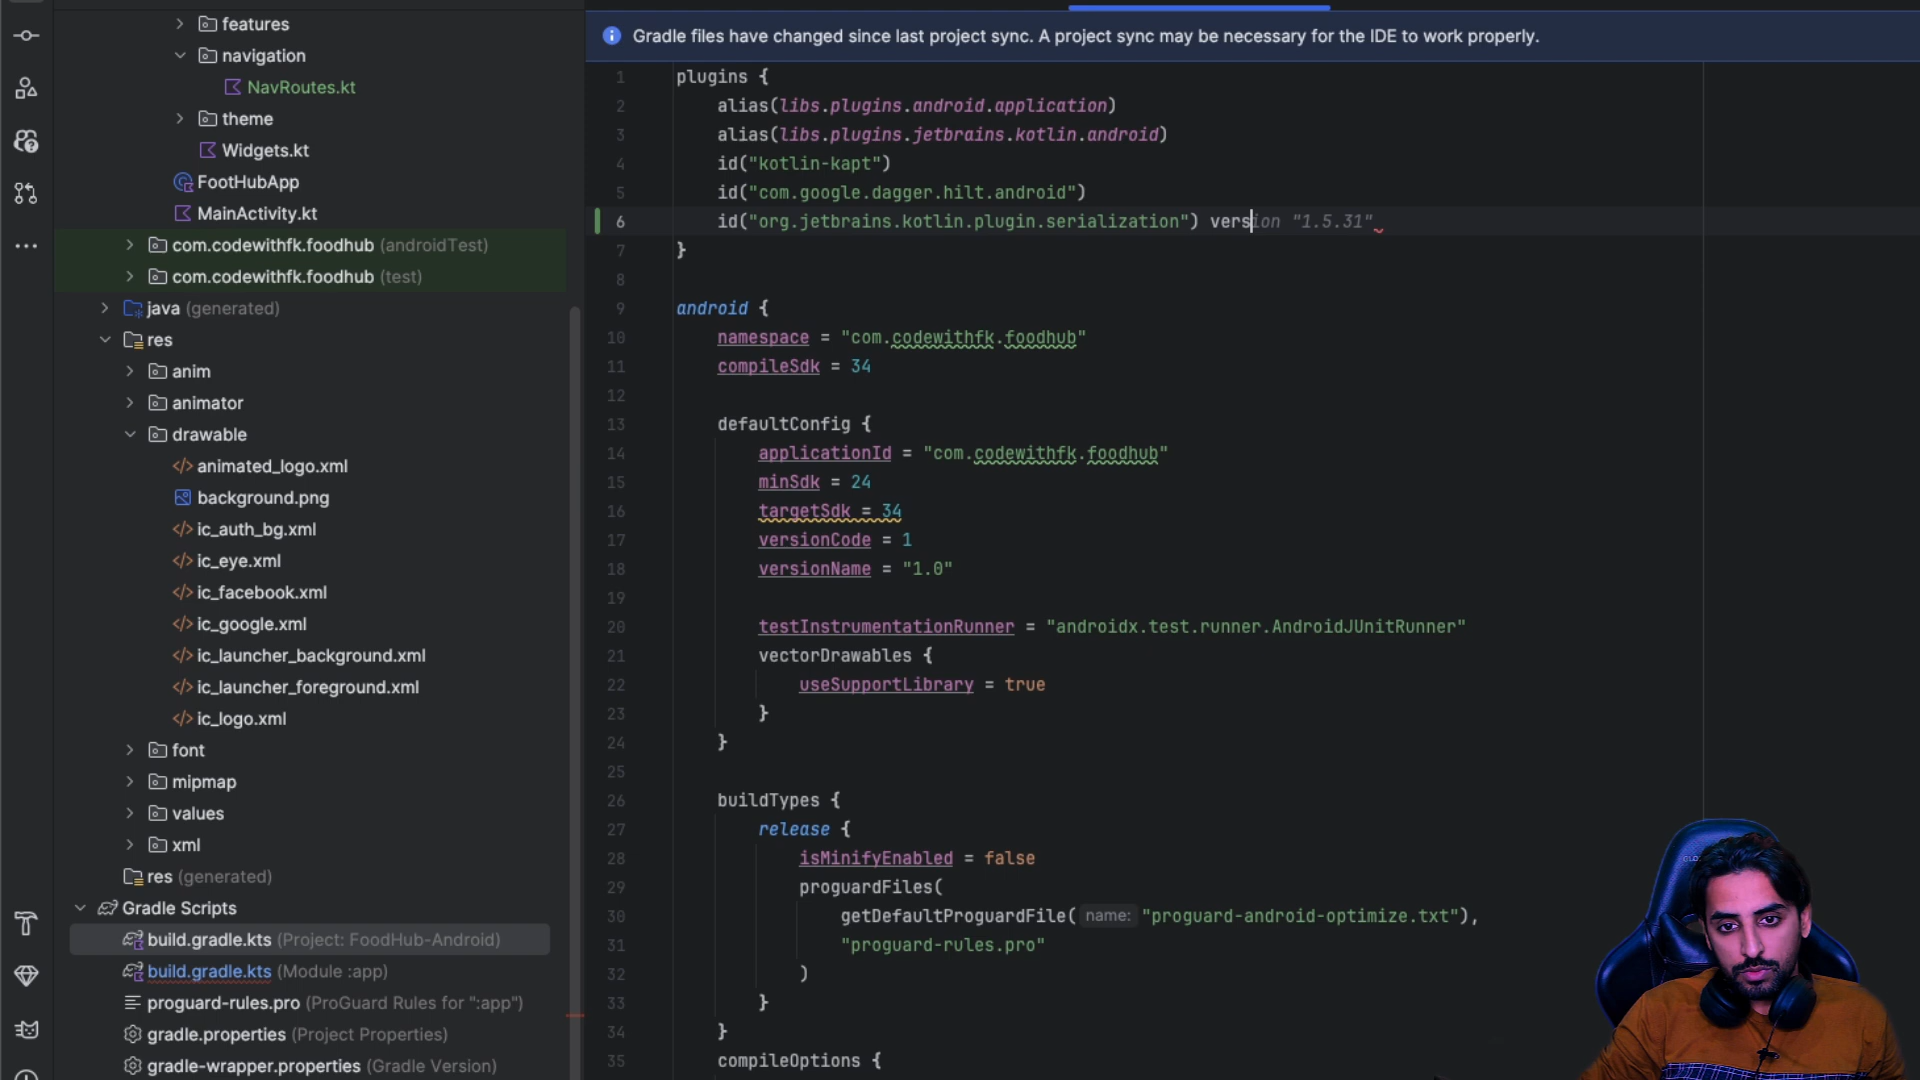 features
navigation
NavRoutes.kt
theme
Widgets.kt
FootHubApp
MainActivity.kt
com.codewithfk.foodhub (androidTest)
com.codewithfk.foodhub (test)
java (generated)
res
anim
animator
drawable
animated_logo.xml
background.png
ic_auth_bg.xml
ic_eye.xml
ic_facebook.xml
ic_google.xml
ic_launcher_background.xml
ic_launcher_foreground.xml
ic_logo.xml
font
mipmap
values
xml
res (generated)
Gradle Scripts
build.gradle.kts (Project: FoodHub-Android)
build.gradle.kts (Module :app)
proguard-rules.pro (ProGuard Rules for ":app")
gradle.properties (Project Properties)
gradle-wrapper.properties (Gradle Version)
Gradle files have changed since last project sync. A project sync may be necessary for the IDE to work properly.
1 plugins {
2 alias(libs.plugins.android.application)
3 alias(libs.plugins.jetbrains.kotlin.android)
4 id("kotlin-kapt")
5 id("com.google.dagger.hilt.android")
6 id("org.jetbrains.kotlin.plugin.serialization") version "1.5.31"
7 }
8
9 android {
10 namespace = "com.codewithfk.foodhub"
11 compileSdk = 34
12
13 defaultConfig {
14 applicationId = "com.codewithfk.foodhub"
15 minSdk = 24
16 targetSdk = 34
17 versionCode = 1
18 versionName = "1.0"
19
20 testInstrumentationRunner = "androidx.test.runner.AndroidJUnitRunner"
21 vectorDrawables {
22 useSupportLibrary = true
23 }
24 }
25
26 buildTypes {
27 release {
28 isMinifyEnabled = false
29 proguardFiles(
30 getDefaultProguardFile( name: "proguard-android-optimize.txt"),
31 "proguard-rules.pro"
32 )
33 }
34 }
35 compileOptions {